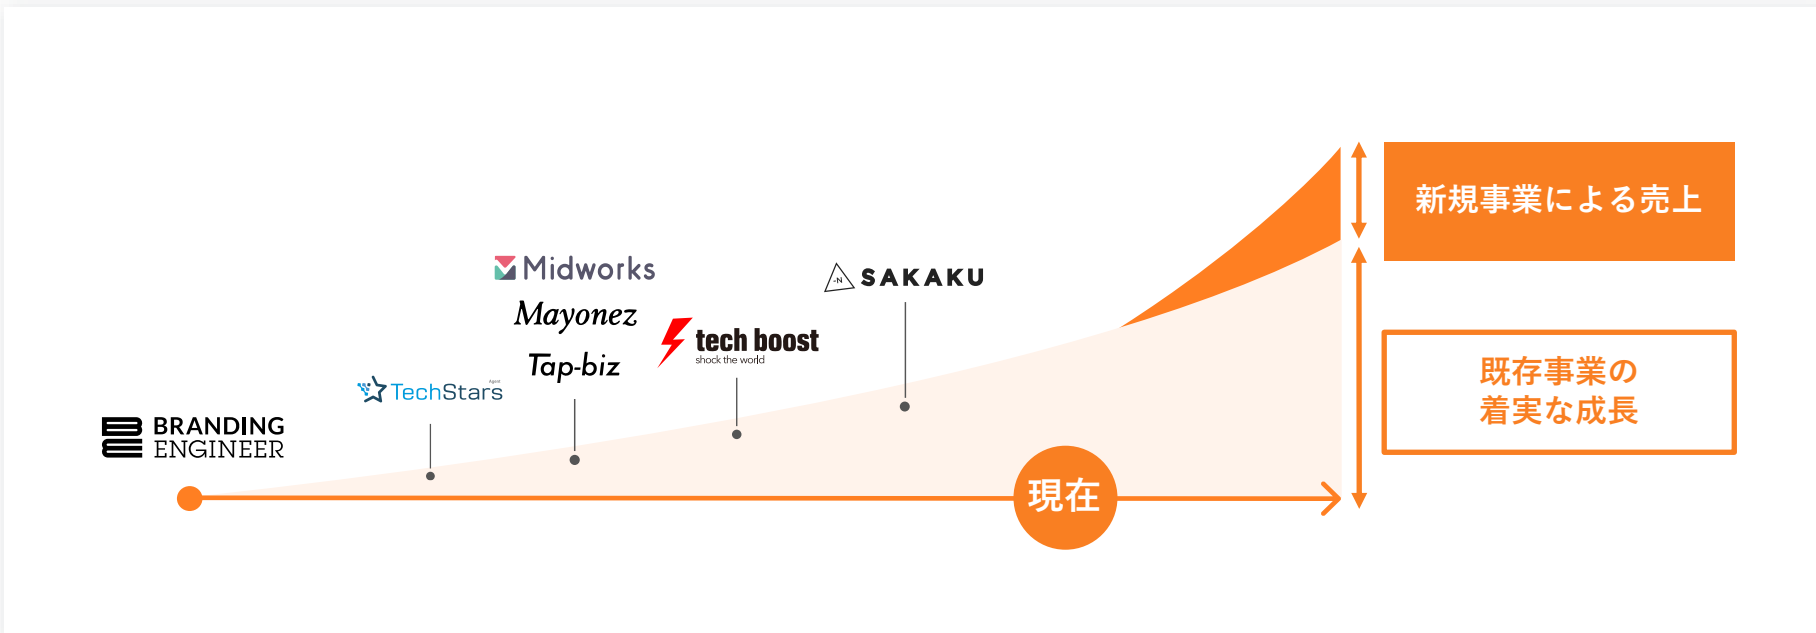 BRANDING
ENGINEER
TechStars
Agent
Midworks
Mayonez
Tap-biz
tech boost
shock the world
-N
SAKAKU
現在
新規事業による売上
既存事業の
着実な成長